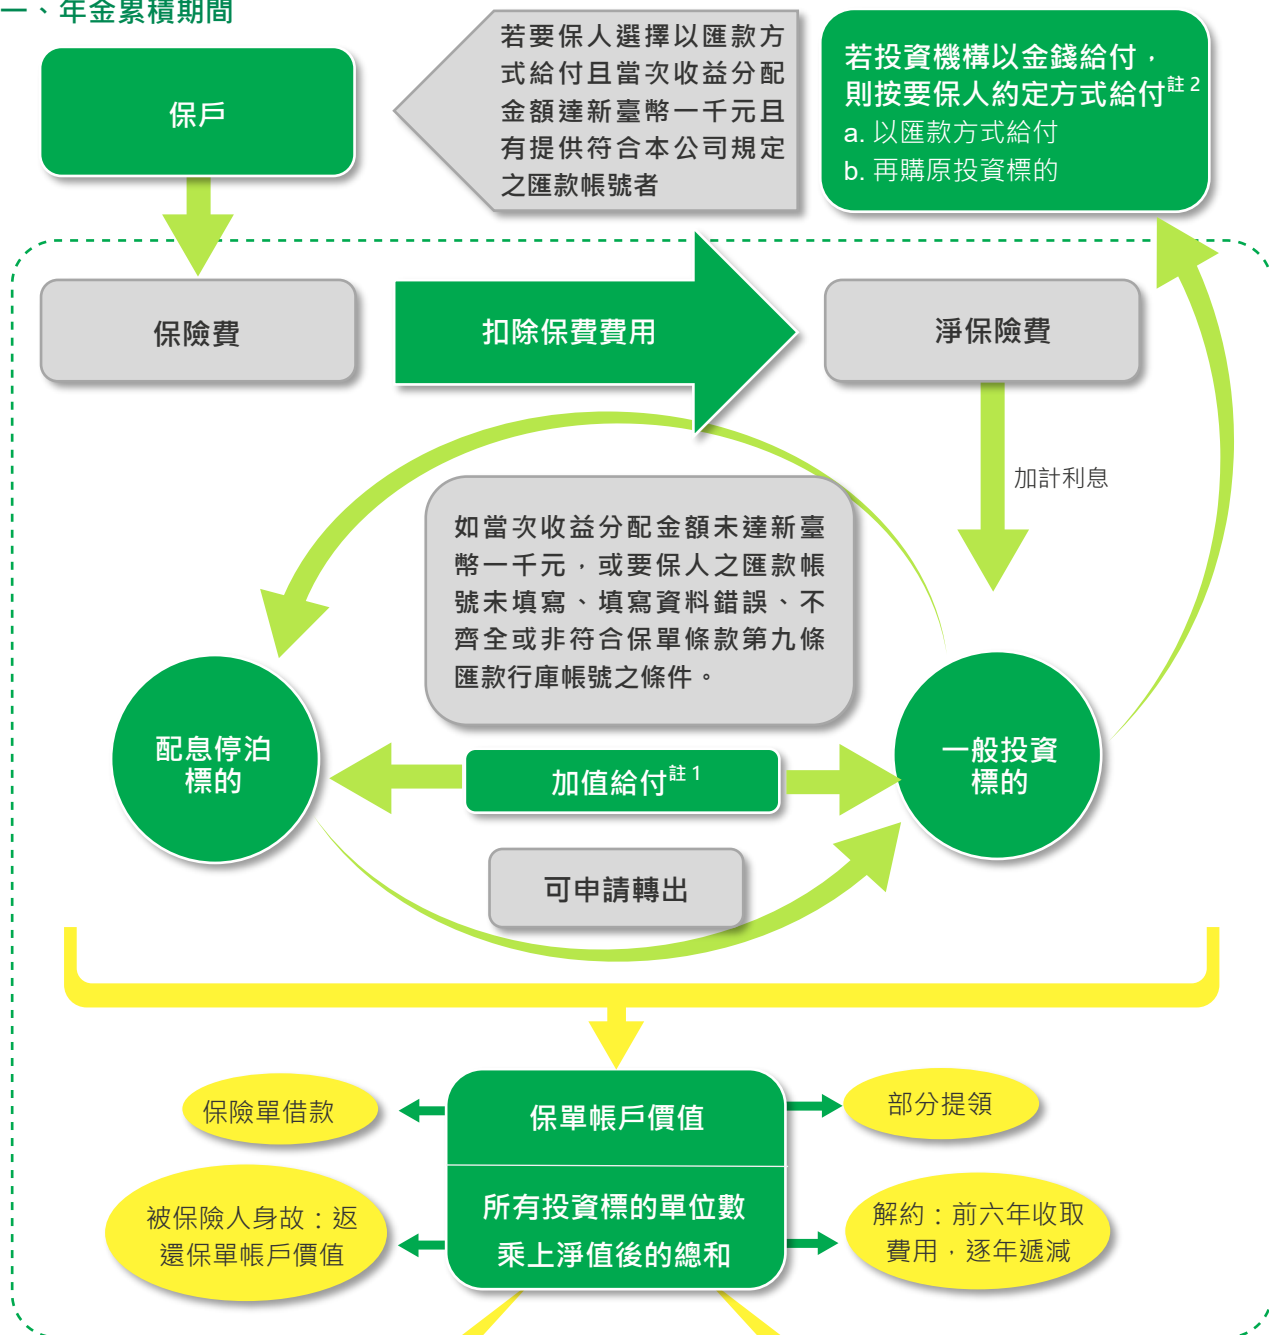 一、年金累積期間
保戶
若要保人選擇以匯款方
式給付且當次收益分配
金額達新臺幣一千元且
有提供符合本公司規定
之匯款帳號者
若投資機構以金錢給付，
則按要保人約定方式給付註2
a. 以匯款方式給付
b. 再購原投資標的
保險費
扣除保費費用
淨保險費
加計利息
如當次收益分配金額未達新臺
幣一千元，或要保人之匯款帳
號未填寫、填寫資料錯誤、不
齊全或非符合保單條款第九條
匯款行庫帳號之條件。
配息停泊
標的
加值給付註1
一般投資
標的
可申請轉出
保險單借款
保單帳戶價值
部分提領
被保險人身故：返
還保單帳戶價值
所有投資標的單位數
乘上淨值後的總和
解約：前六年收取
費用，逐年遞減